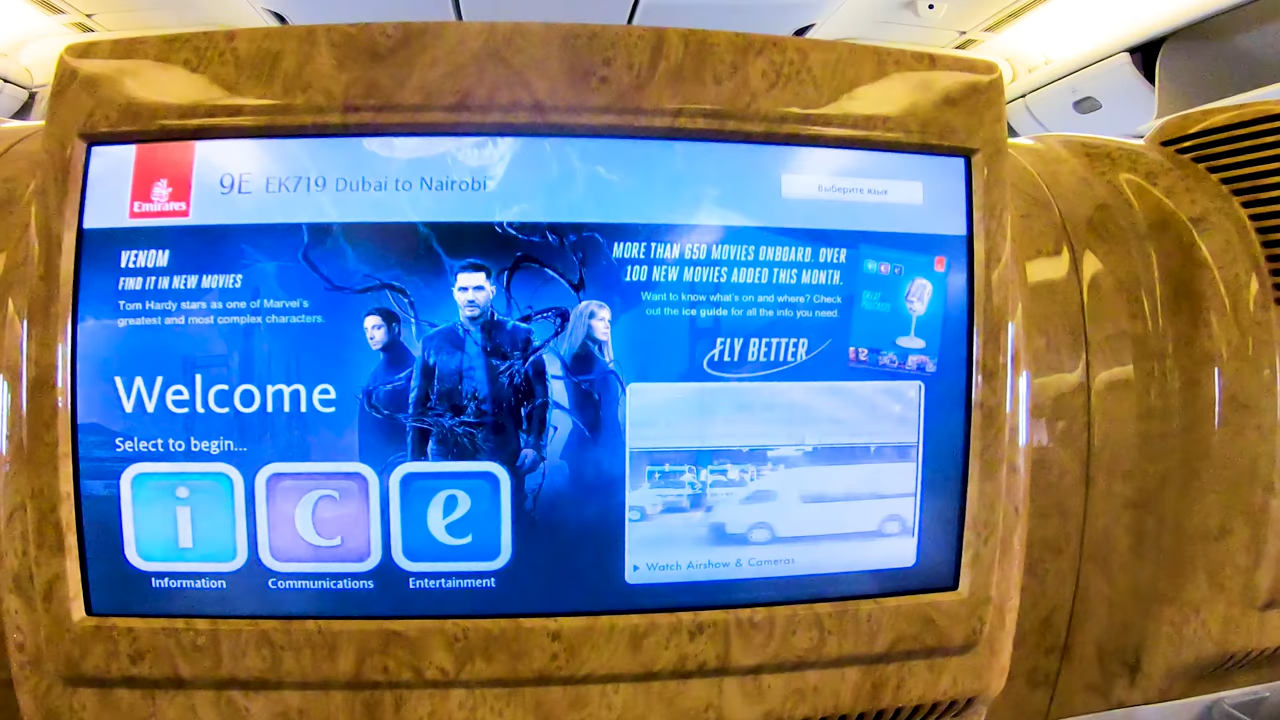 Emirates
9E EK719 Dubai to Nairobi
Выберите язык
VENOM
FIND IT IN NEW MOVIES
Tom Hardy stars as one of Marvel's
greatest and most complex characters.
MORE THAN 650 MOVIES ONBOARD. OVER
100 NEW MOVIES ADDED THIS MONTH.
Want to know what's on and where? Check
out the ice guide for all the info you need.
FLY BETTER
Welcome
Select to begin...
i c e
Information Communications Entertainment
Watch Airshow & Cameras